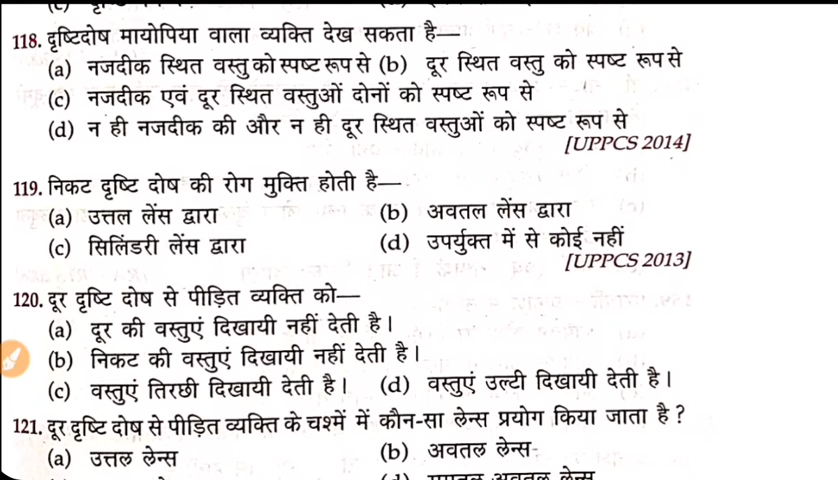 118. दृष्टिदोष मायोपिया वाला व्यक्ति देख सकता है—
(a) नजदीक स्थित वस्तु को स्पष्ट रूप से (b) दूर स्थित वस्तु को स्पष्ट रूप से
(c) नजदीक एवं दूर स्थित वस्तुओं दोनों को स्पष्ट रूप से
(d) न ही नजदीक की और न ही दूर स्थित वस्तुओं को स्पष्ट रूप से
[UPPCS 2014]
119. निकट दृष्टि दोष की रोग मुक्ति होती है—
(a) उत्तल लेंस द्वारा (b) अवतल लेंस द्वारा
(c) सिलिंडरी लेंस द्वारा (d) उपर्युक्त में से कोई नहीं
[UPPCS 2013]
120. दूर दृष्टि दोष से पीड़ित व्यक्ति को—
(a) दूर की वस्तुएं दिखायी नहीं देती है।
(b) निकट की वस्तुएं दिखायी नहीं देती है।
(c) वस्तुएं तिरछी दिखायी देती है। (d) वस्तुएं उल्टी दिखायी देती है।
121. दूर दृष्टि दोष से पीड़ित व्यक्ति के चश्में में कौन-सा लेन्स प्रयोग किया जाता है ?
(a) उत्तल लेन्स (b) अवतल लेन्स